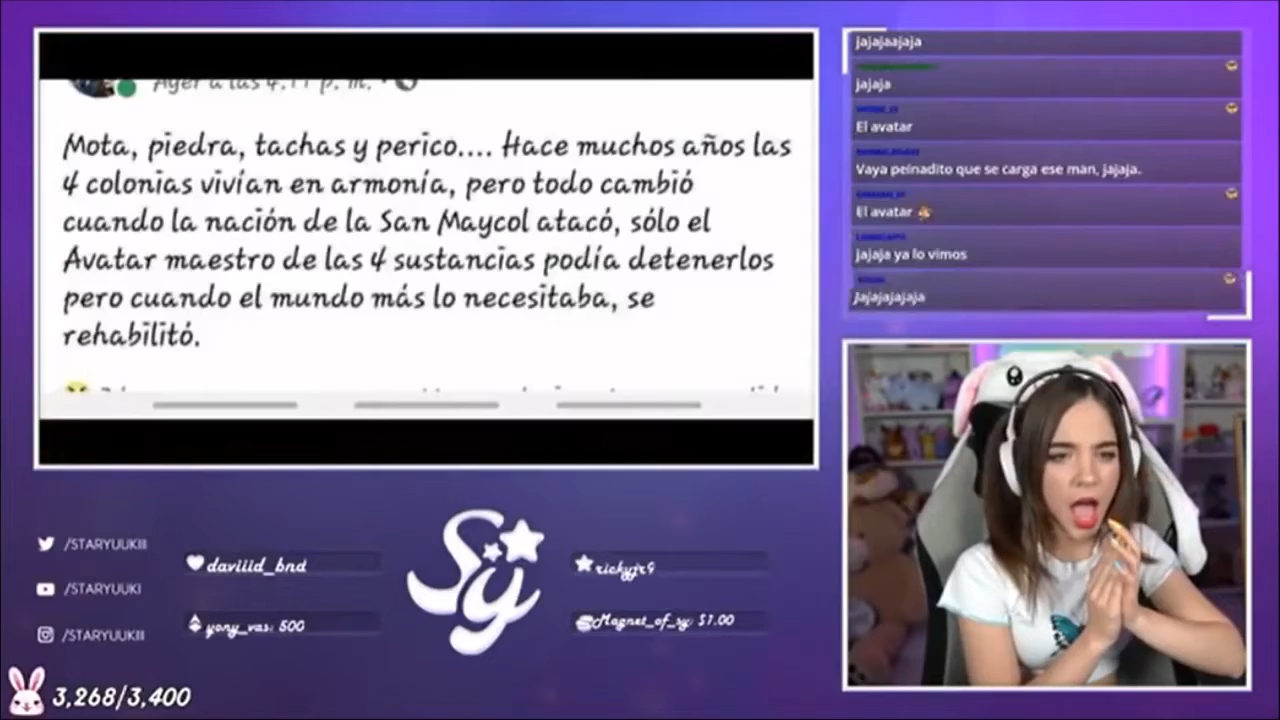 Ayer a las 4:11 p. m.
Mota, piedra, tachas y perico.... Hace muchos años las
4 colonias vivían en armonía, pero todo cambió
cuando la nación de la San Maycol atacó, sólo el
Avatar maestro de las 4 sustancias podía detenerlos
pero cuando el mundo más lo necesitaba, se
rehabilitó.
jajajaajaja
jajaja
El avatar
Vaya peinadito que se carga ese man, jajaja.
El avatar
jajaja ya lo vimos
Jajajajajaja
/STARYUUKIII
/STARYUUKI
/STARYUUKIII
daviiid_bnd
yony_vas: 500
Sy
rickyjr9
Magnet_of_sy: $1.00
3,268/3,400